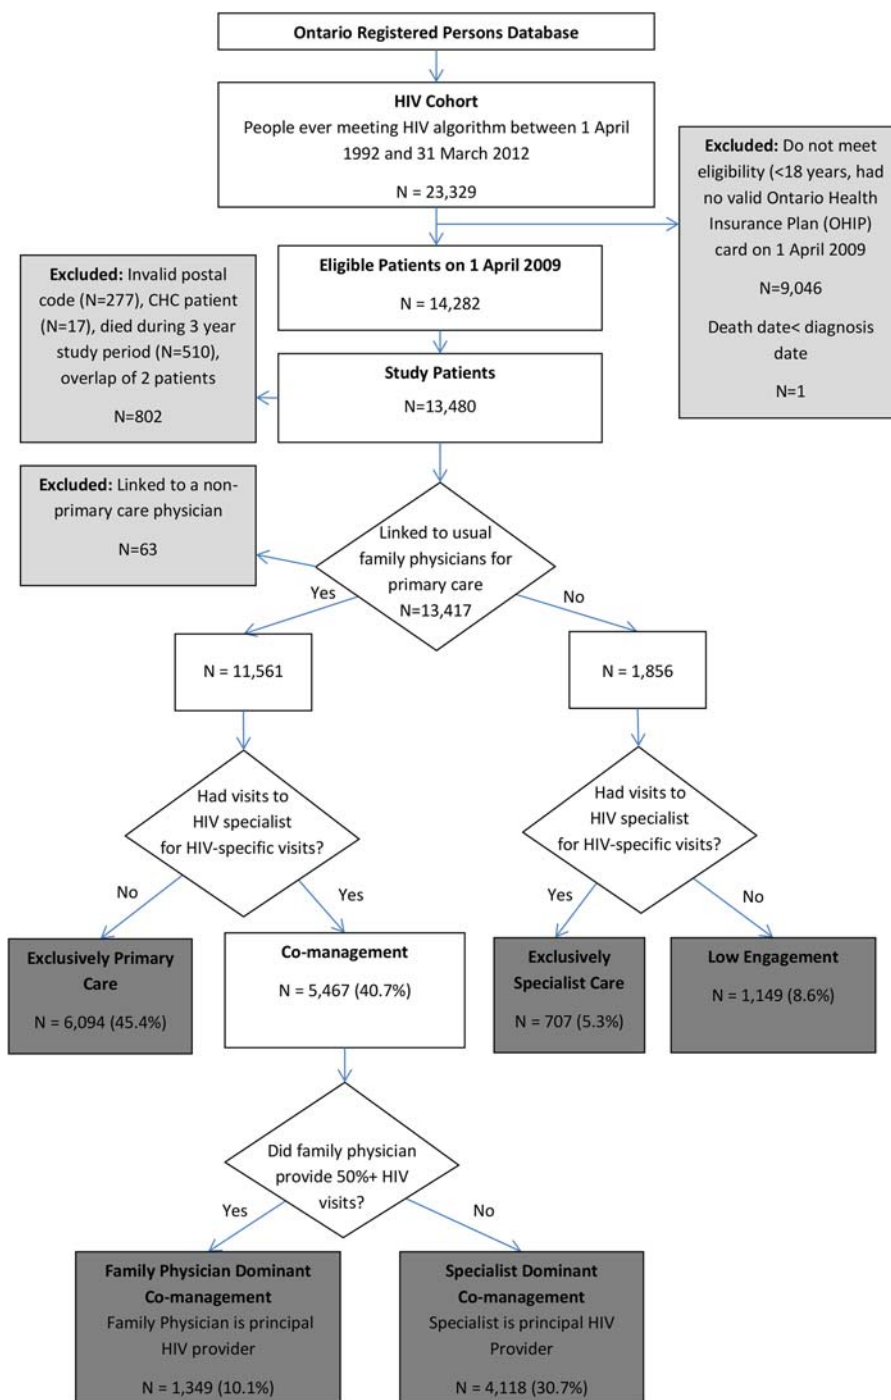 Ontario Registered Persons Database
HIV Cohort
People ever meeting HIV algorithm between 1 April
1992 and 31 March 2012
N = 23,329
Excluded: Do not meet
eligibility (<18 years, had
no valid Ontario Health
Insurance Plan (OHIP)
card on 1 April 2009
N=9,046
Death date< diagnosis
date
N=1
Eligible Patients on 1 April 2009
N = 14,282
Excluded: Invalid postal
code (N=277), CHC patient
(N=17), died during 3 year
study period (N=510),
overlap of 2 patients
N=802
Study Patients
N=13,480
Excluded: Linked to a non-
primary care physician
N=63
Linked to usual
family physicians for
primary care
N=13,417
Yes
No
N = 11,561
N = 1,856
Had visits to
HIV specialist
for HIV-specific visits?
Had visits to
HIV specialist
for HIV-specific visits?
No
Yes
Yes
No
Exclusively Primary
Care
N = 6,094 (45.4%)
Co-management
N = 5,467 (40.7%)
Exclusively
Specialist Care
N = 707 (5.3%)
Low Engagement
N = 1,149 (8.6%)
Did family physician
provide 50%+ HIV
visits?
Yes
No
Family Physician Dominant
Co-management
Family Physician is principal
HIV provider
N = 1,349 (10.1%)
Specialist Dominant
Co-management
Specialist is principal HIV
Provider
N = 4,118 (30.7%)